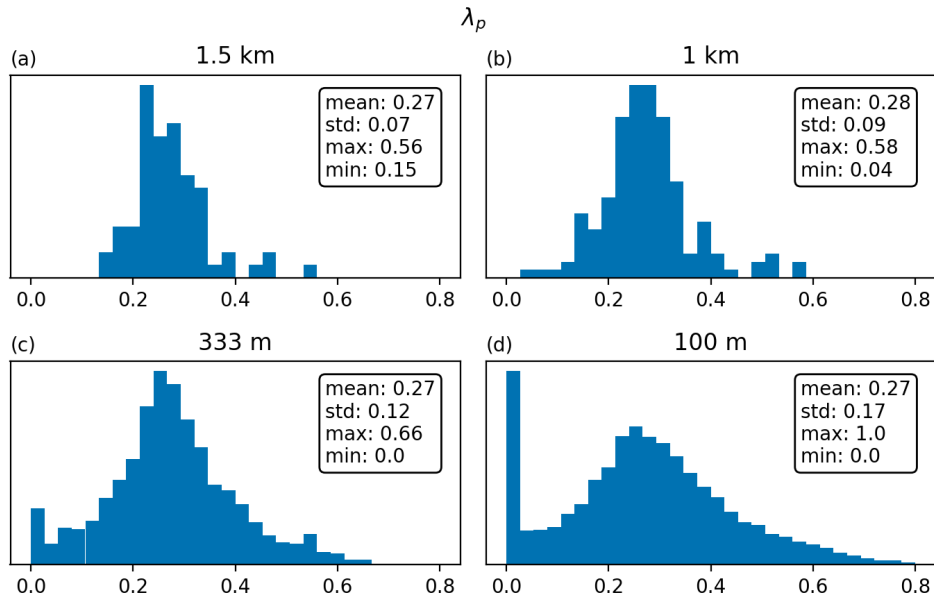 λp
(a) 1.5 km
mean: 0.27
std: 0.07
max: 0.56
min: 0.15
0.0 0.2 0.4 0.6 0.8
(b) 1 km
mean: 0.28
std: 0.09
max: 0.58
min: 0.04
0.0 0.2 0.4 0.6 0.8
(c) 333 m
mean: 0.27
std: 0.12
max: 0.66
min: 0.0
0.0 0.2 0.4 0.6 0.8
(d) 100 m
mean: 0.27
std: 0.17
max: 1.0
min: 0.0
0.0 0.2 0.4 0.6 0.8